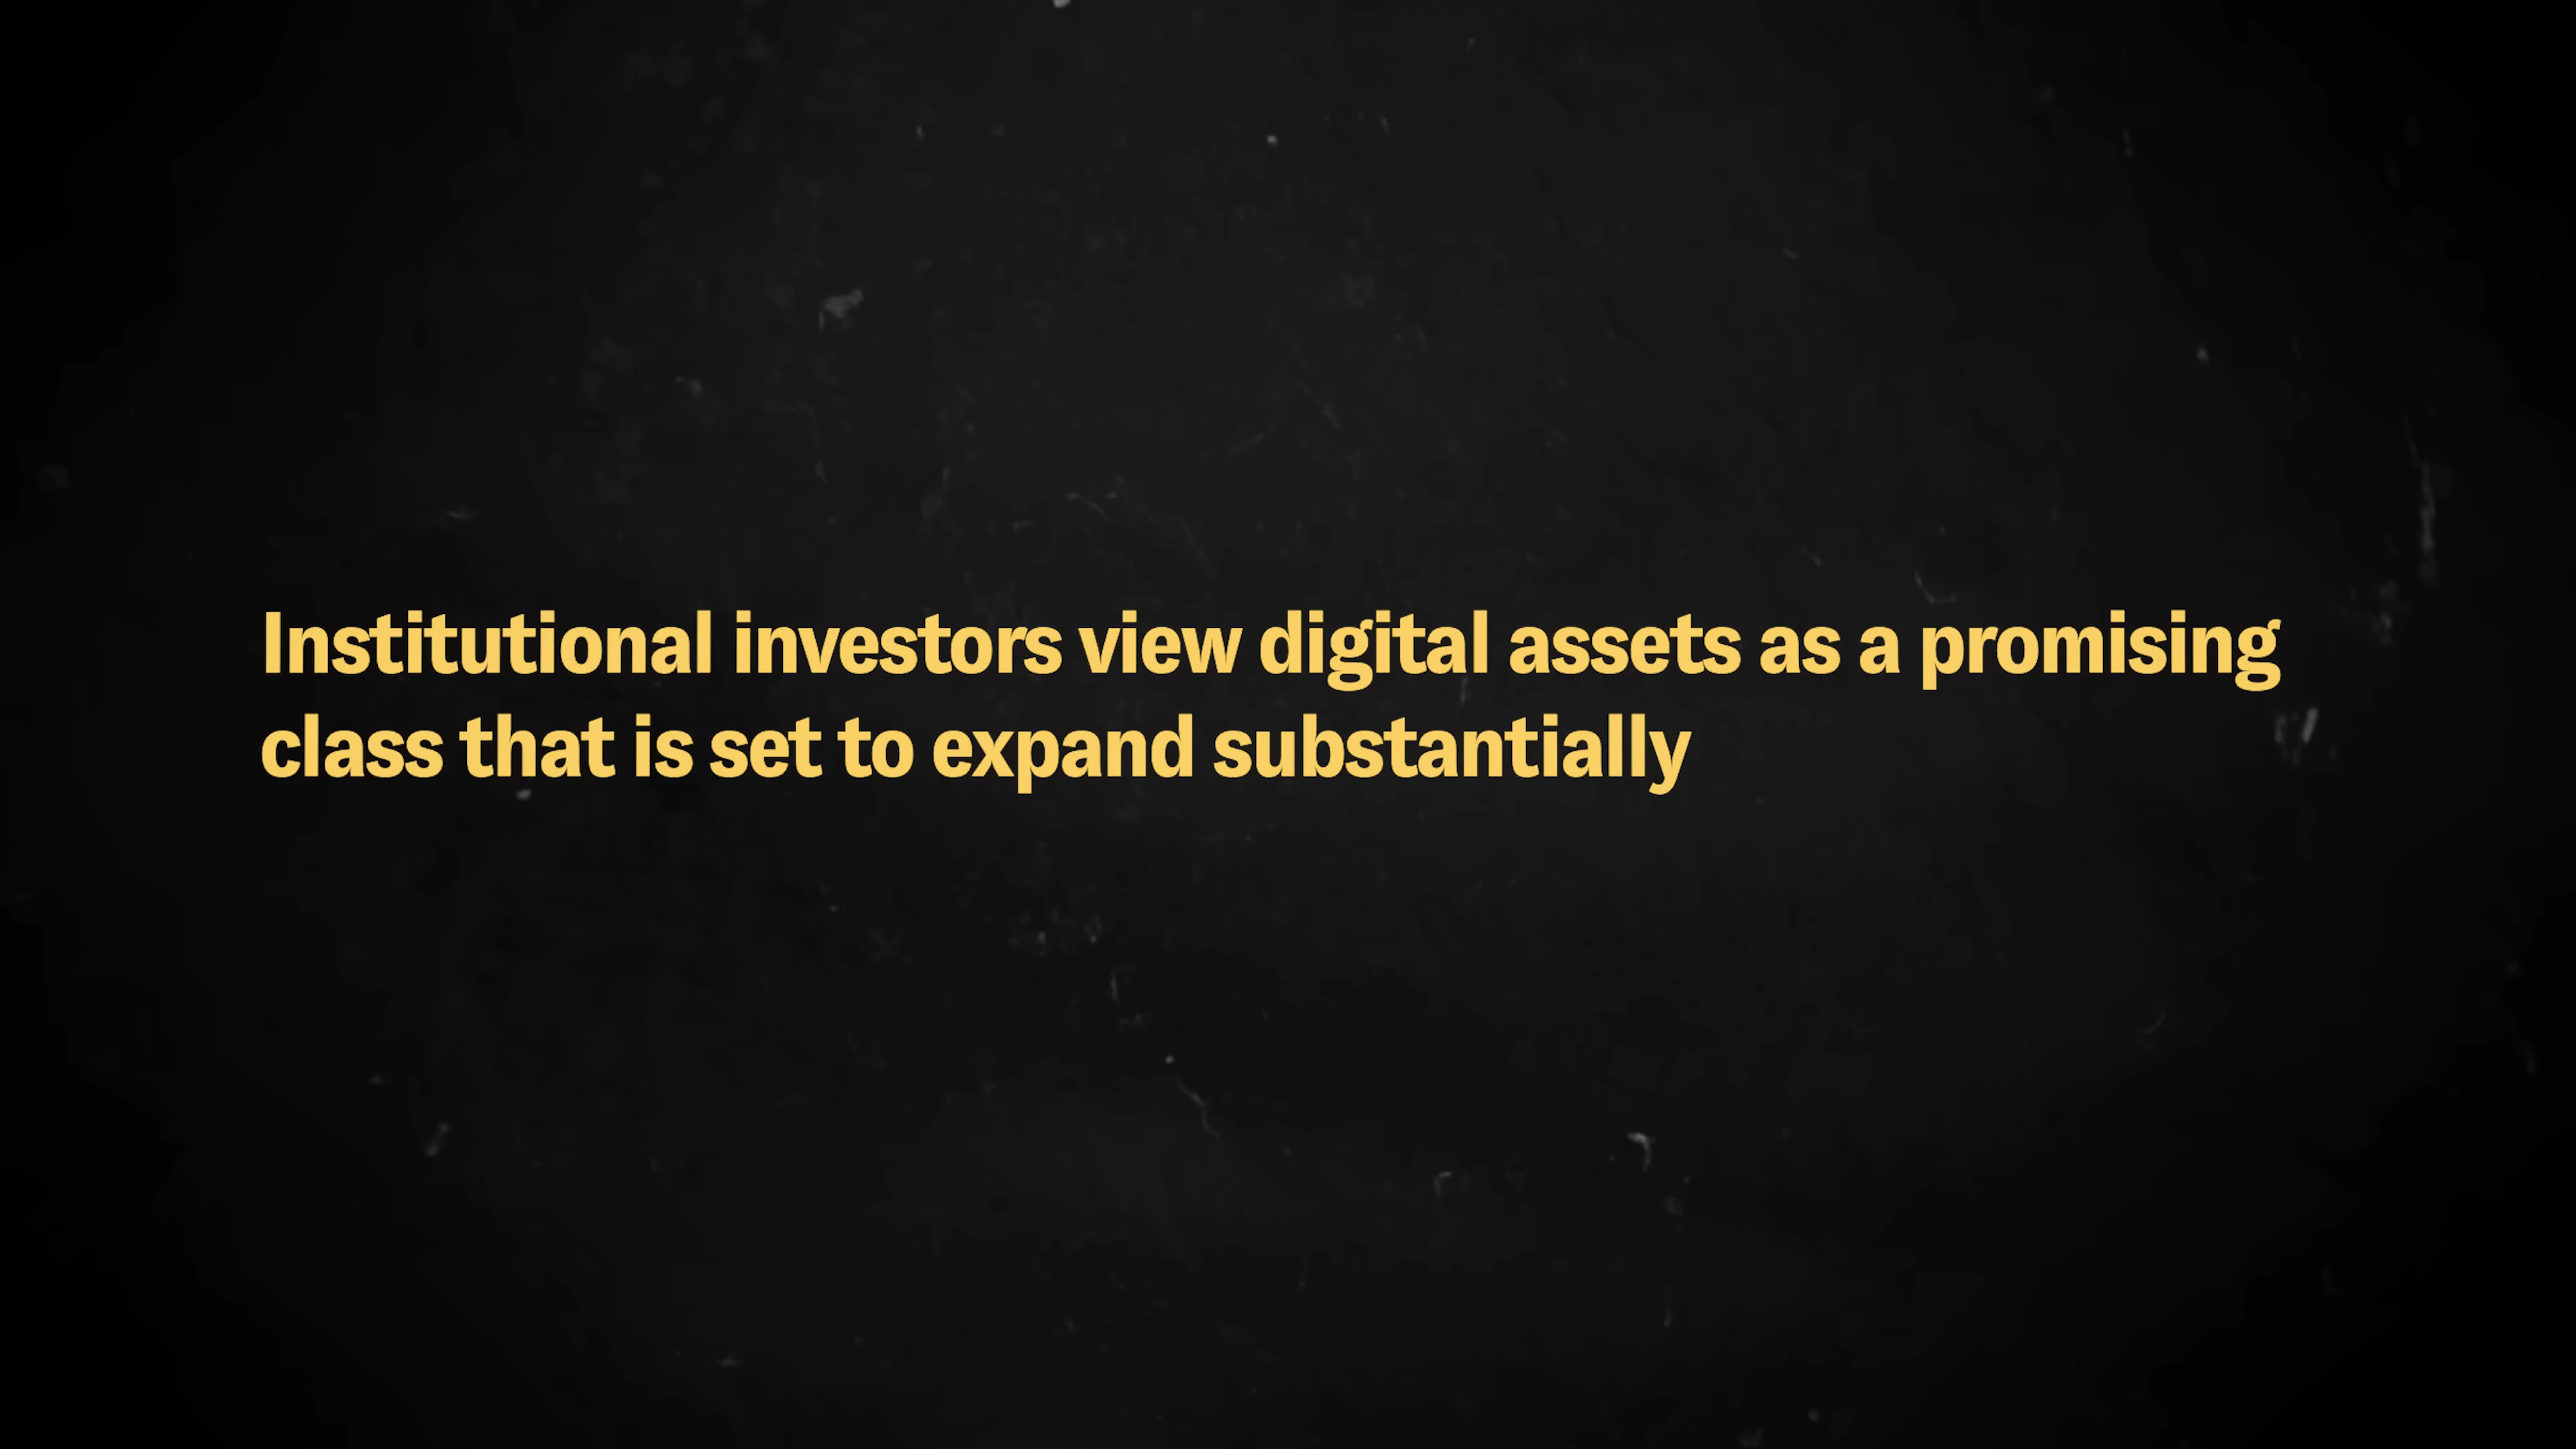 Institutional investors view digital assets as a promising
class that is set to expand substantially